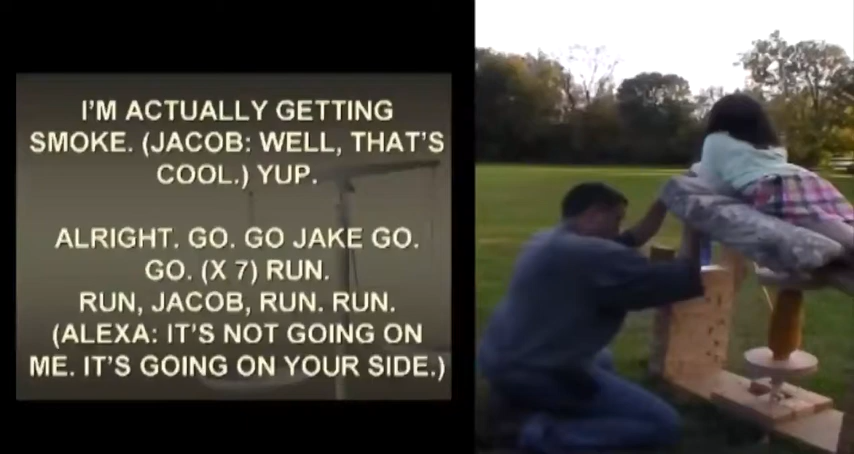 I'M ACTUALLY GETTING
SMOKE. (JACOB: WELL, THAT'S
COOL.) YUP.
ALRIGHT. GO. GO JAKE GO.
GO. (X 7) RUN.
RUN, JACOB, RUN. RUN.
(ALEXA: IT'S NOT GOING ON
ME. IT'S GOING ON YOUR SIDE.)